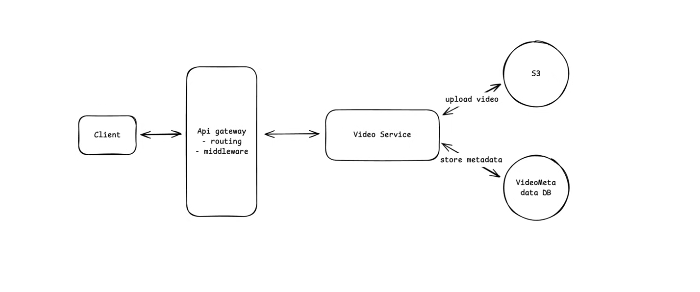 Client
Api gateway
- routing
- middleware
Video Service
upload video
store metadata
S3
VideoMeta
data DB